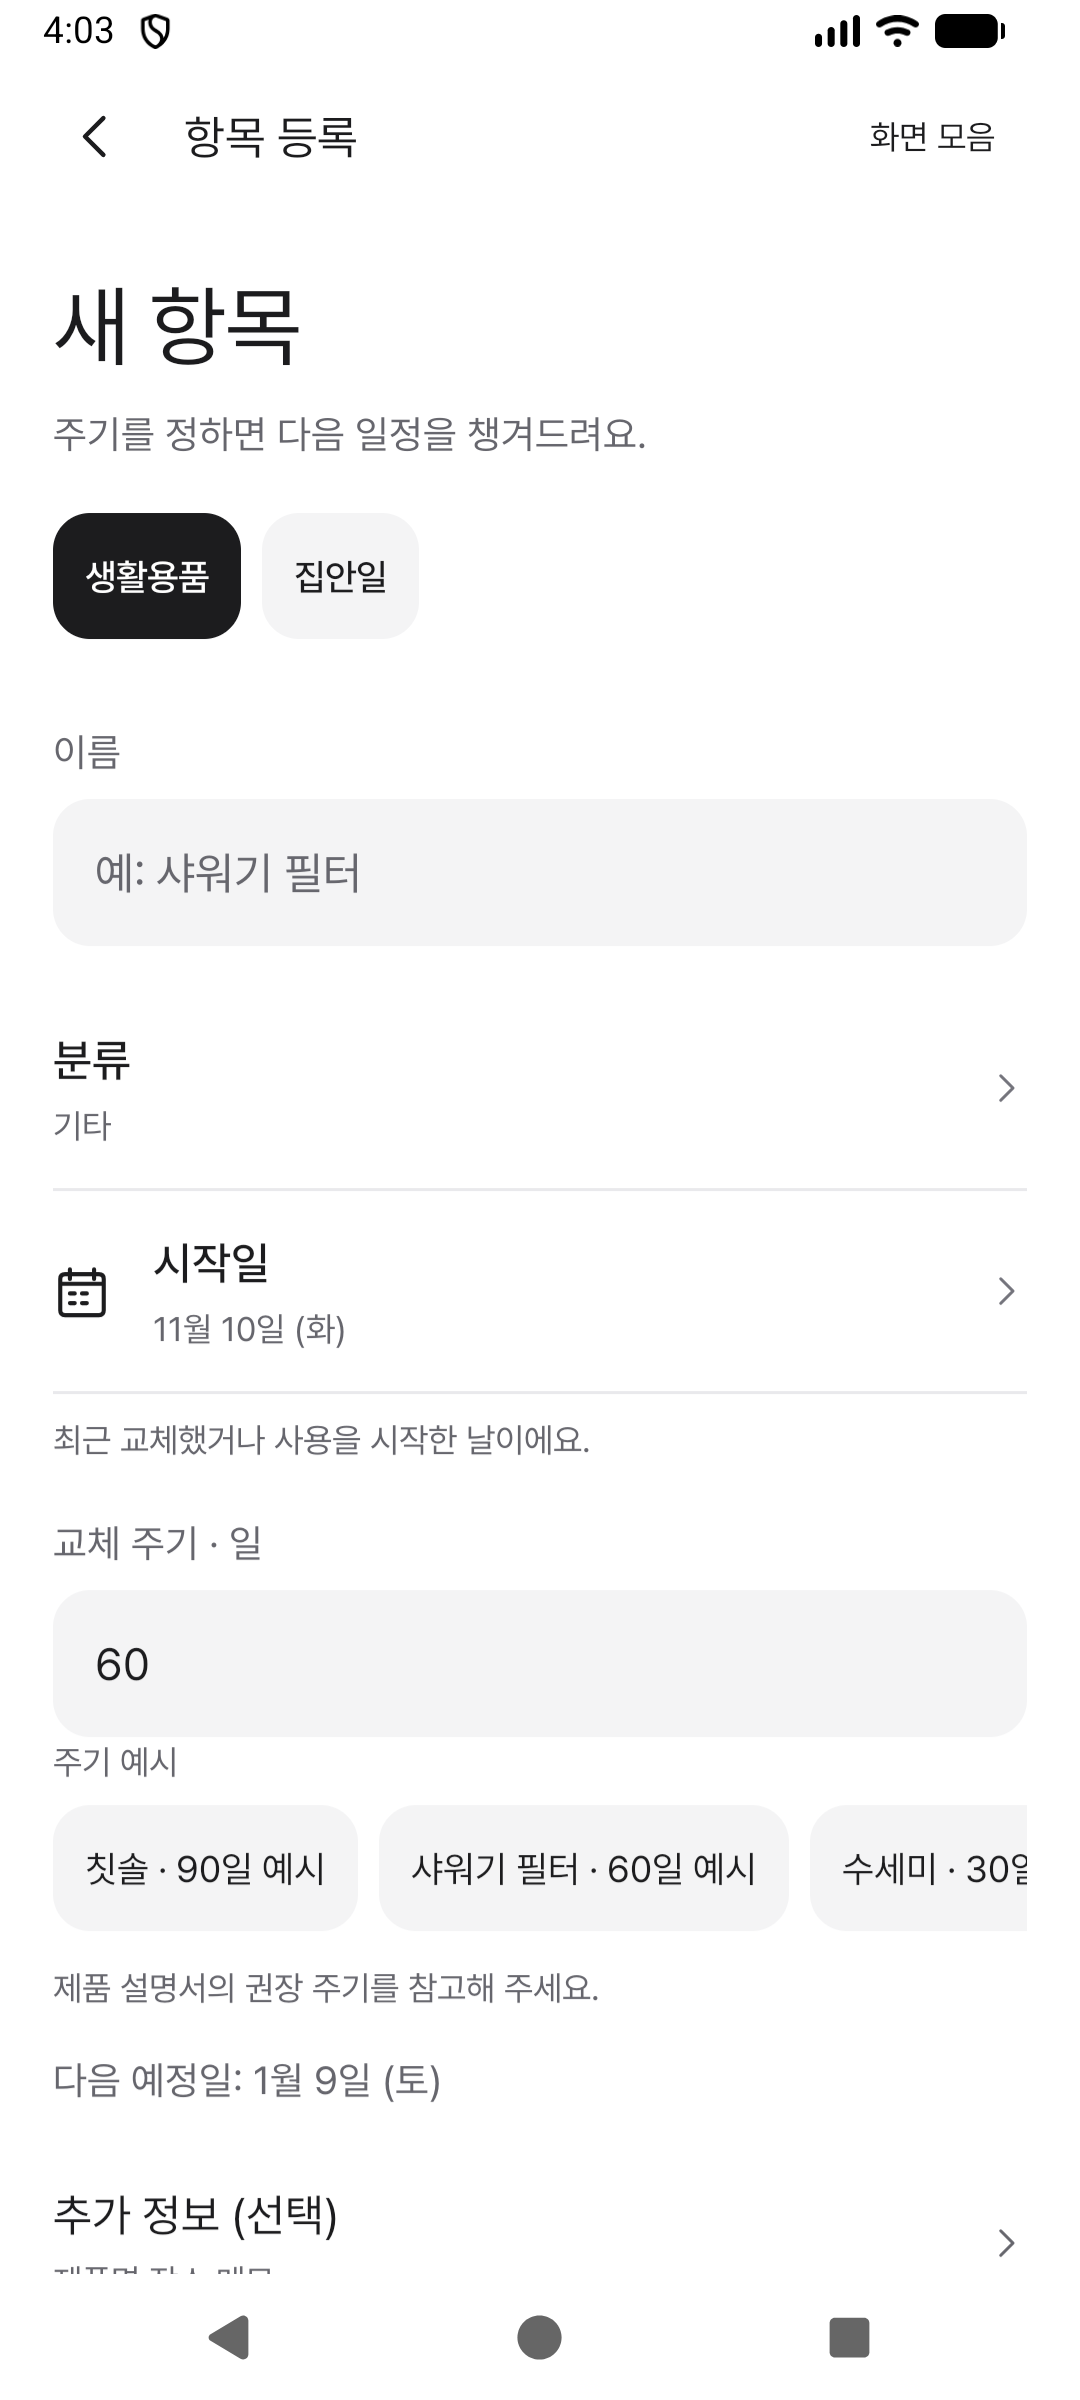 4:03
항목 등록
화면 모음
새 항목
주기를 정하면 다음 일정을 챙겨드려요.
생활용품
집안일
이름
예: 샤워기 필터
분류
기타
시작일
11월 10일 (화)
최근 교체했거나 사용을 시작한 날이에요.
교체 주기 · 일
60
주기 예시
칫솔 · 90일 예시
샤워기 필터 · 60일 예시
수세미 · 30일
제품 설명서의 권장 주기를 참고해 주세요.
다음 예정일: 1월 9일 (토)
추가 정보 (선택)